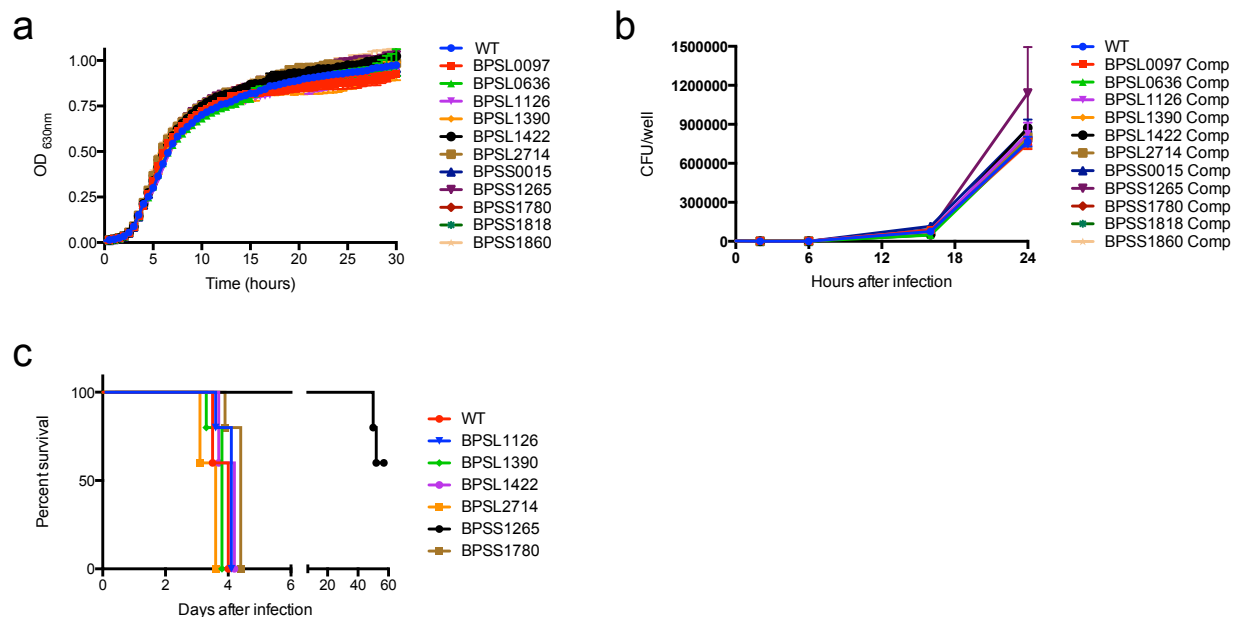 a
OD 630nm
1.00
0.75
0.50
0.25
0.00
0
5
10
15
20
25
30
Time (hours)
WT
BPSL0097
BPSL0636
BPSL1126
BPSL1390
BPSL1422
BPSL2714
BPSS0015
BPSS1265
BPSS1780
BPSS1818
BPSS1860
b
CFU/well
1500000
1200000
900000
600000
300000
0
0
6
12
18
24
Hours after infection
WT
BPSL0097 Comp
BPSL0636 Comp
BPSL1126 Comp
BPSL1390 Comp
BPSL1422 Comp
BPSL2714 Comp
BPSS0015 Comp
BPSS1265 Comp
BPSS1780 Comp
BPSS1818 Comp
BPSS1860 Comp
c
Percent survival
100
50
0
0
2
4
6
20
40
60
Days after infection
WT
BPSL1126
BPSL1390
BPSL1422
BPSL2714
BPSS1265
BPSS1780